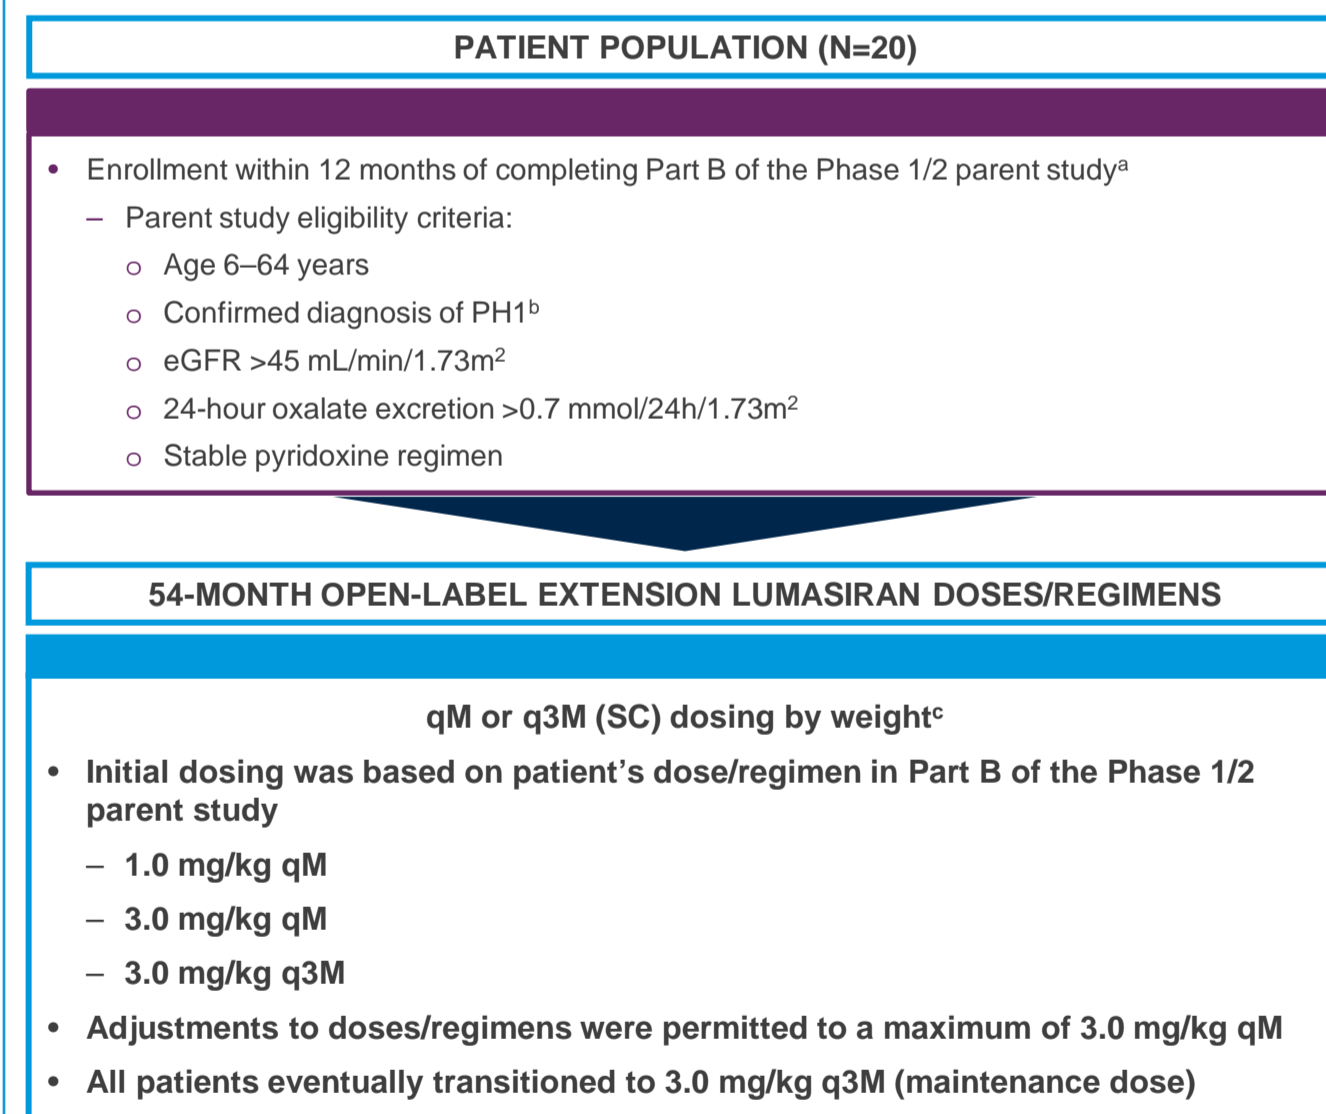 PATIENT POPULATION (N=20)
• Enrollment within 12 months of completing Part B of the Phase 1/2 parent studyᵃ
– Parent study eligibility criteria:
o Age 6–64 years
o Confirmed diagnosis of PH1ᵇ
o eGFR >45 mL/min/1.73m²
o 24-hour oxalate excretion >0.7 mmol/24h/1.73m²
o Stable pyridoxine regimen
54-MONTH OPEN-LABEL EXTENSION LUMASIRAN DOSES/REGIMENS
qM or q3M (SC) dosing by weightᶜ
• Initial dosing was based on patient’s dose/regimen in Part B of the Phase 1/2
parent study
– 1.0 mg/kg qM
– 3.0 mg/kg qM
– 3.0 mg/kg q3M
• Adjustments to doses/regimens were permitted to a maximum of 3.0 mg/kg qM
• All patients eventually transitioned to 3.0 mg/kg q3M (maintenance dose)